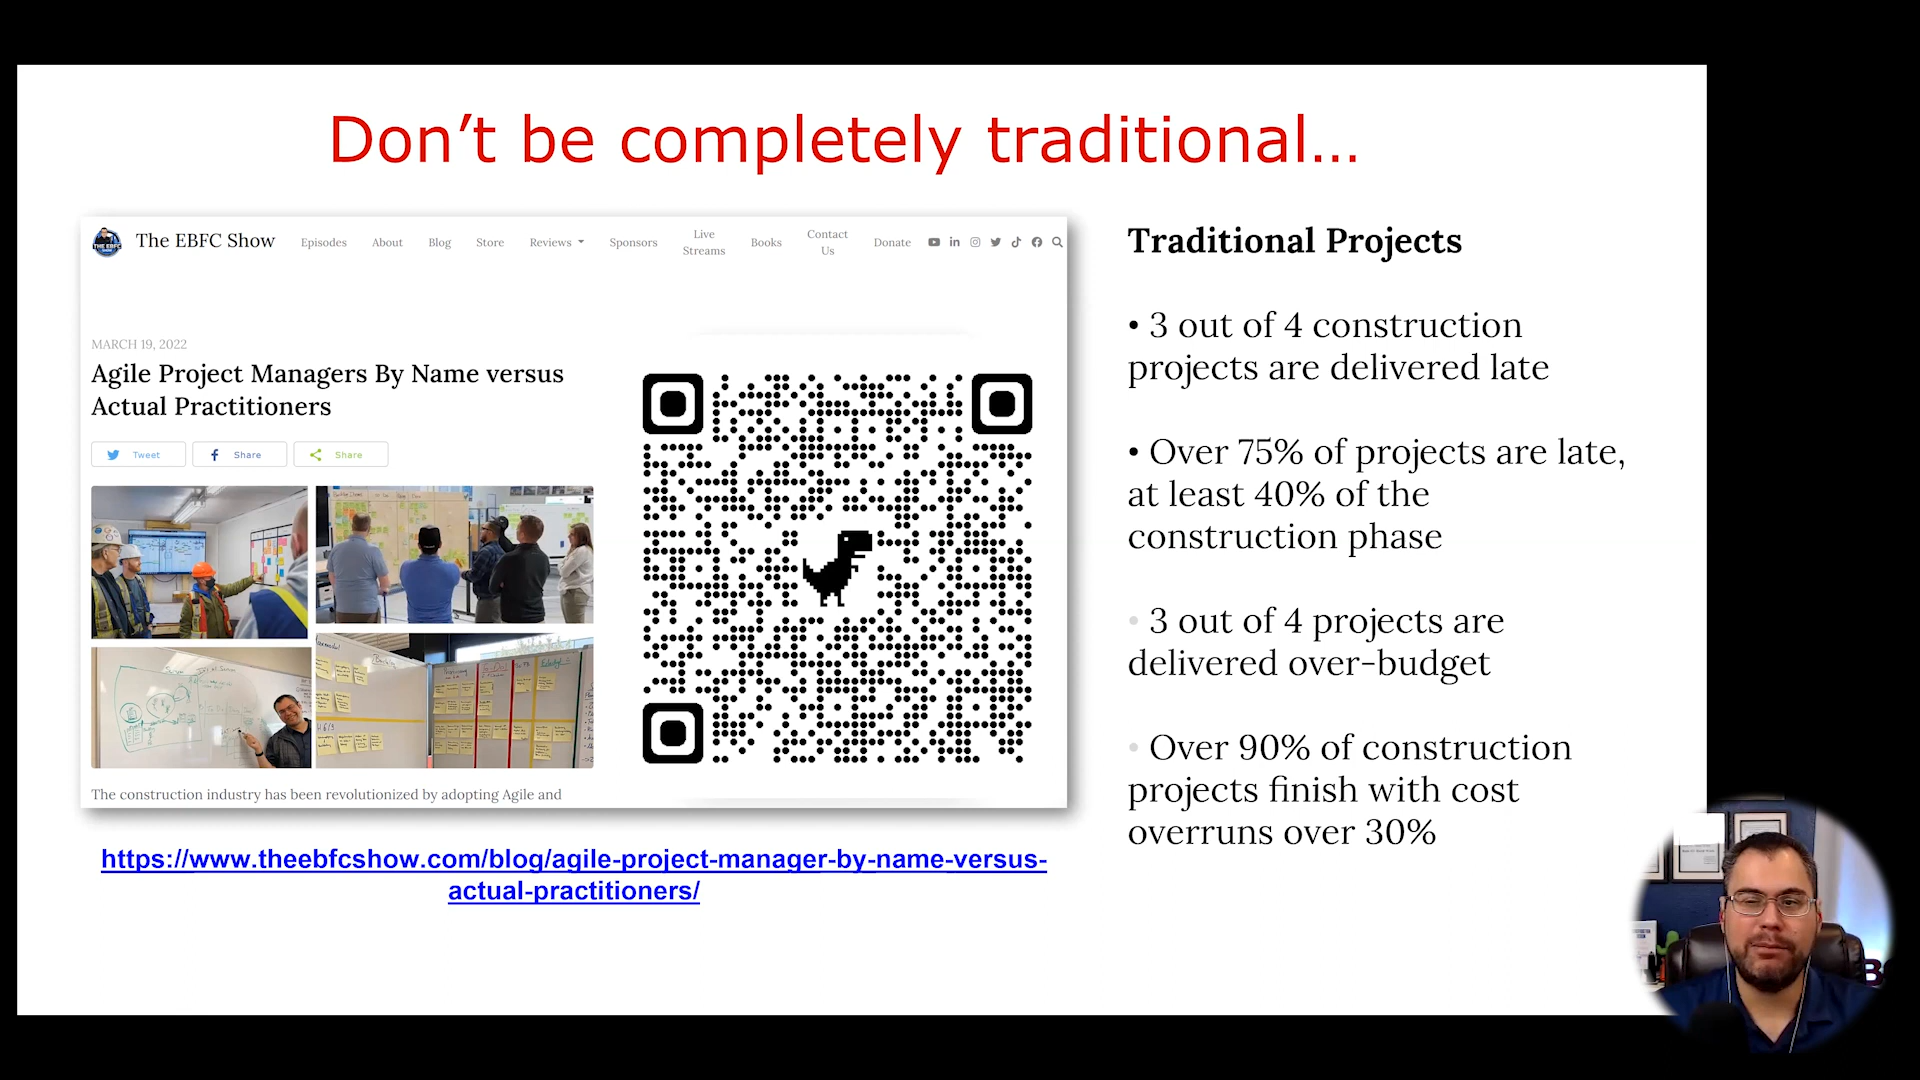 Don’t be completely traditional...
The EBFC Show
Episodes
About
Blog
Store
Reviews
Sponsors
Live
Streams
Books
Contact
Us
Donate
MARCH 19, 2022
Agile Project Managers By Name versus
Actual Practitioners
Tweet
Share
Share
The construction industry has been revolutionized by adopting Agile and
https://www.theebfcshow.com/blog/agile-project-manager-by-name-versus-
actual-practitioners/
Traditional Projects
• 3 out of 4 construction
projects are delivered late
• Over 75% of projects are late,
at least 40% of the
construction phase
• 3 out of 4 projects are
delivered over-budget
• Over 90% of construction
projects finish with cost
overruns over 30%